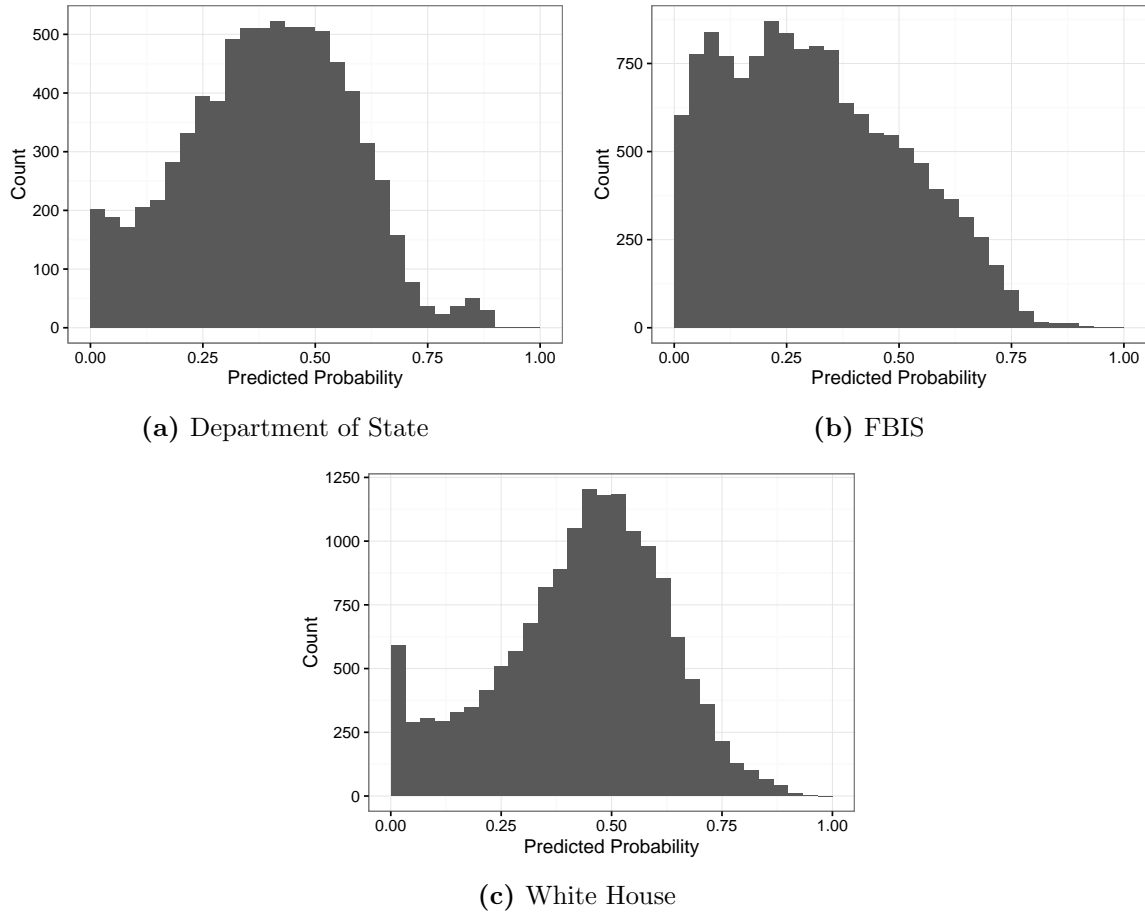 500
400
300
200
100
0
Count
0.00 0.25 0.50 0.75 1.00
Predicted Probability
(a) Department of State
750
500
250
0
Count
0.00 0.25 0.50 0.75 1.00
Predicted Probability
(b) FBIS
1250
1000
750
500
250
0
Count
0.00 0.25 0.50 0.75 1.00
Predicted Probability
(c) White House